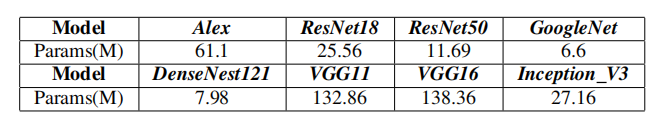 Model Alex ResNet18 ResNet50 GoogleNet
Params(M) 61.1 25.56 11.69 6.6
Model DenseNest121 VGG11 VGG16 Inception_V3
Params(M) 7.98 132.86 138.36 27.16